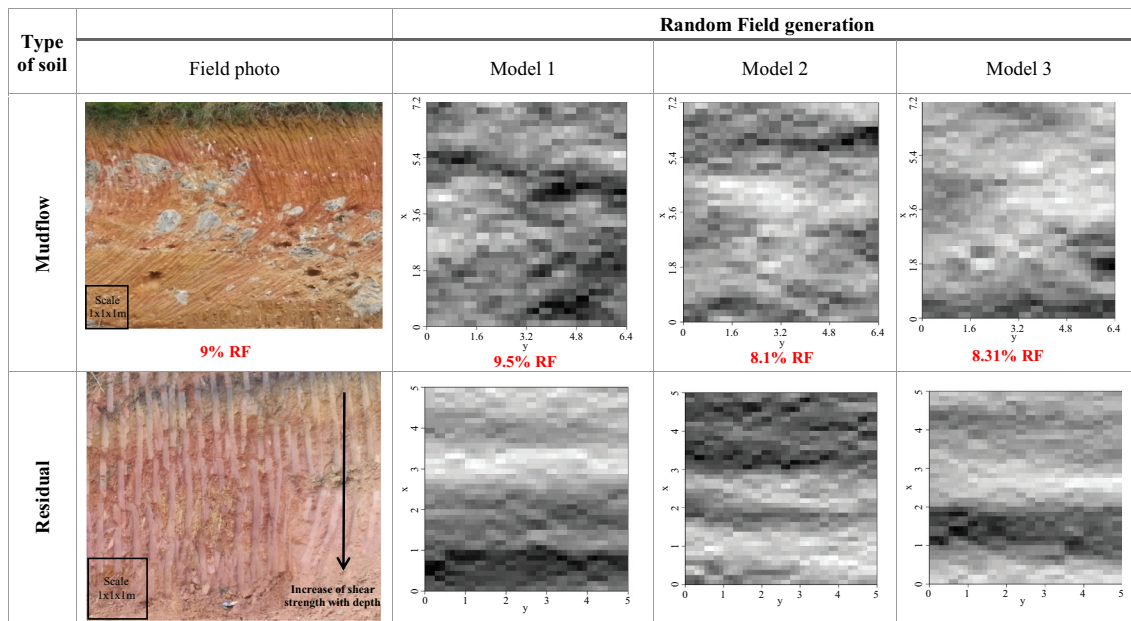 Type
of soil
Random Field generation
Field photo
Model 1
Model 2
Model 3
Mudflow
Scale
1x1x1m
9% RF
7.2
5.4
3.6
1.8
0
x
0
1.6
3.2
4.8
6.4
y
9.5% RF
7.2
5.4
3.6
1.8
0
x
0
1.6
3.2
4.8
6.4
y
8.1% RF
7.2
5.4
3.6
1.8
0
x
0
1.6
3.2
4.8
6.4
y
8.31% RF
Residual
Scale
1x1x1m
Increase of shear
strength with depth
5
4
3
2
1
0
x
0
1
2
3
4
5
y
5
4
3
2
1
0
x
0
1
2
3
4
5
y
5
4
3
2
1
0
x
0
1
2
3
4
5
y